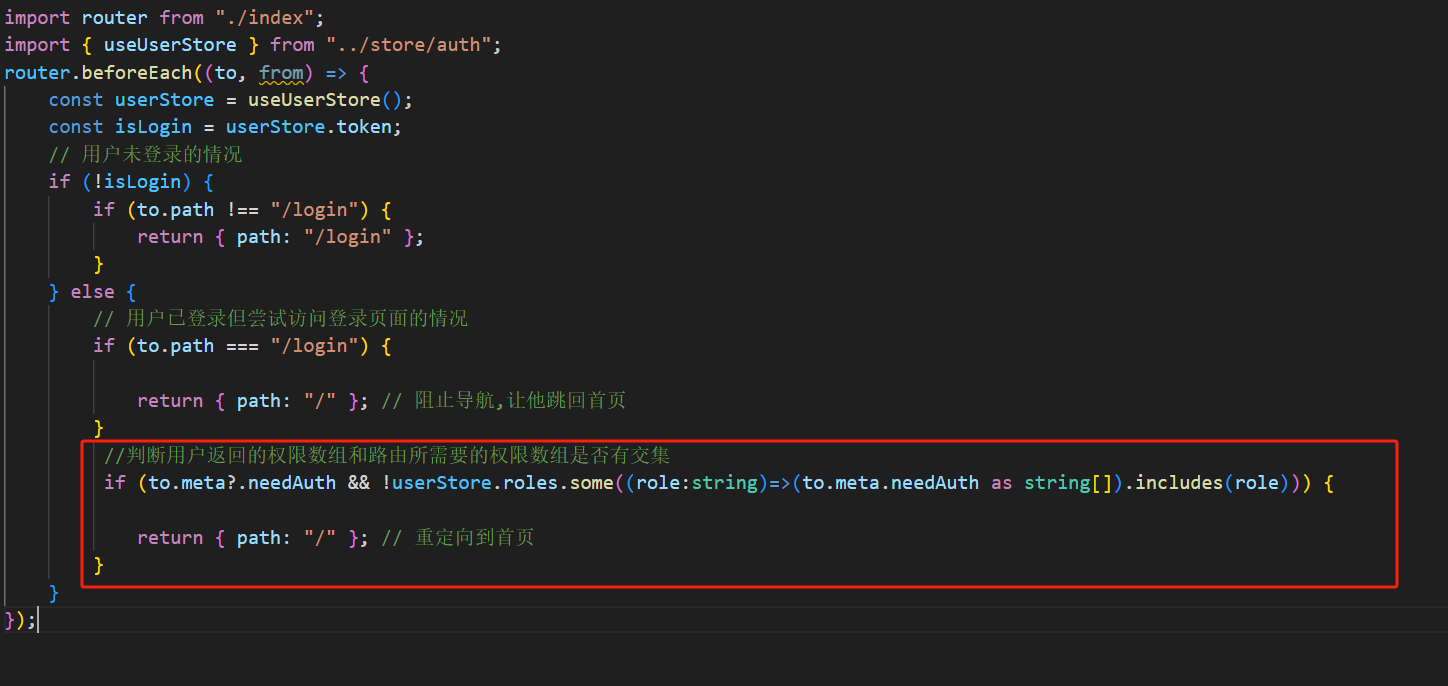 import router from "./index";
import { useUserStore } from "../store/auth";
router.beforeEach((to, from) => {
    const userStore = useUserStore();
    const isLogin = userStore.token;
    // 用户未登录的情况
    if (!isLogin) {
        if (to.path !== "/login") {
            return { path: "/login" };
        }
    } else {
        // 用户已登录但尝试访问登录页面的情况
        if (to.path === "/login") {
            return { path: "/" }; // 阻止导航,让他跳回首页
        }
         //判断用户返回的权限数组和路由所需要的权限数组是否有交集
         if (to.meta?.needAuth && !userStore.roles.some((role:string)=>(to.meta.needAuth as string[]).includes(role))) {
            return { path: "/" }; // 重定向到首页
        }
    }
});